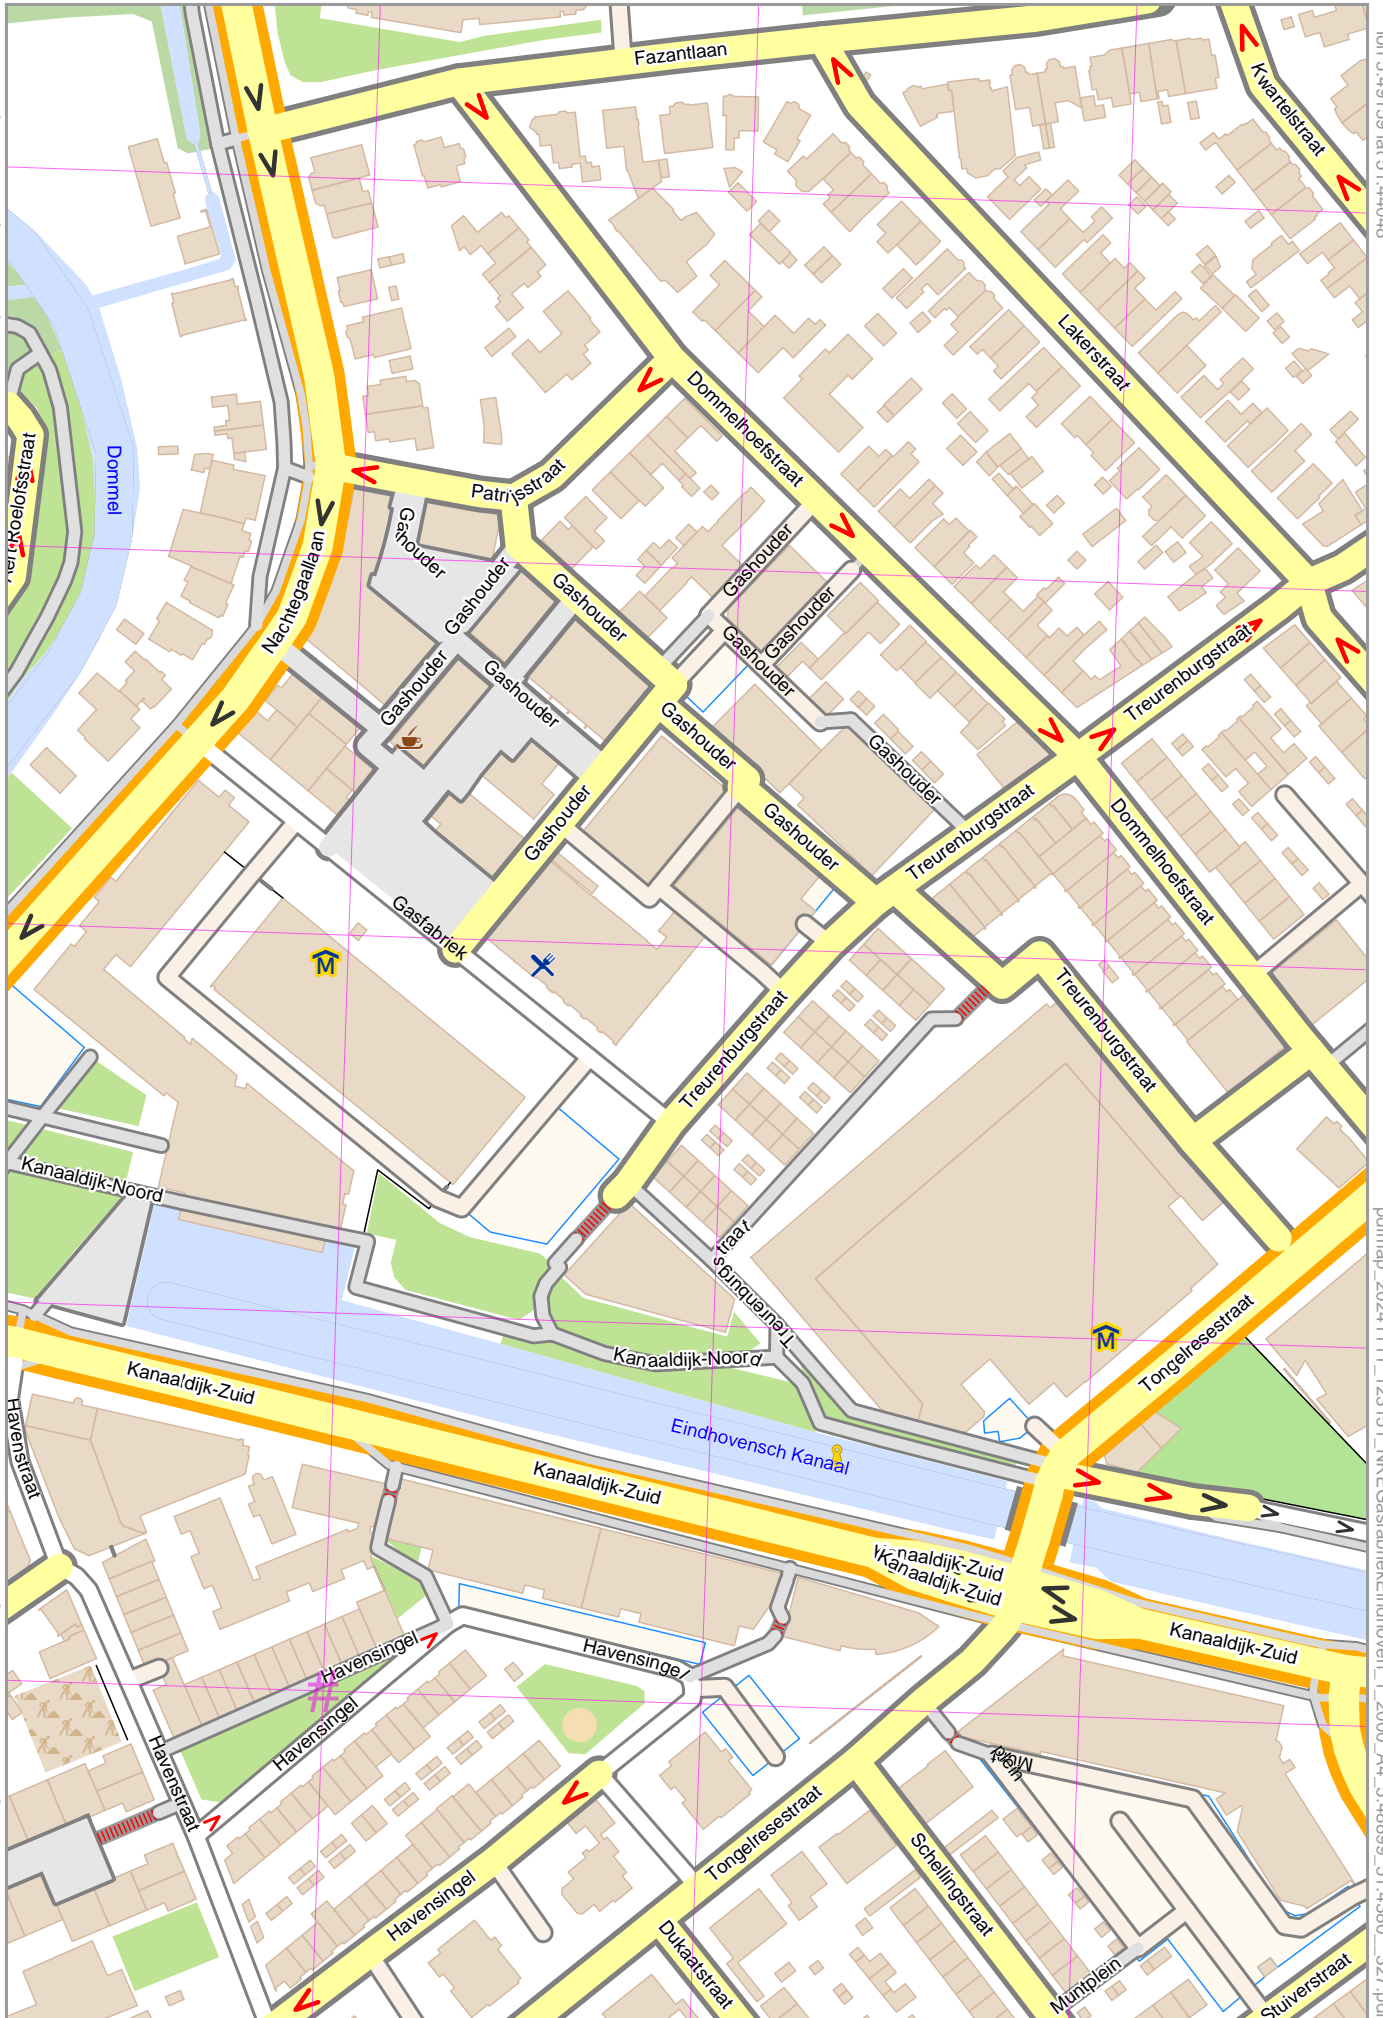 Fazantlaan
Kwartelstraat
Lakerstraat
Dommelhoefstraat
Patrijsstraat
Dommel
Nachtegaallaan
Gashouder
Gashouder
Gashouder
Gashouder
Gashouder
Gashouder
Gashouder
Gashouder
Gashouder
Gashouder
Gashouder
Gashouder
Gashouder
Treurenburgstraat
Treurenburgstraat
Dommelhoefstraat
Gasfabriek
M
Treurenburgstraat
Treurenburgstraat
Kanaaldijk-Noord
Treurenburgstraat
Kanaaldijk-Noord
M
Tongelresestraat
Kanaaldijk-Zuid
Eindhovensch Kanaal
Kanaaldijk-Zuid
Havenstraat
Kanaaldijk-Zuid
Kanaaldijk-Zuid
Kanaaldijk-Zuid
Havensingel
Havensingel
Havensingel
#
Havenstraat
Tongelresestraat
Schellingstraat
Havensingel
Dukaatstraat
Muntplein
Stuiverstraat